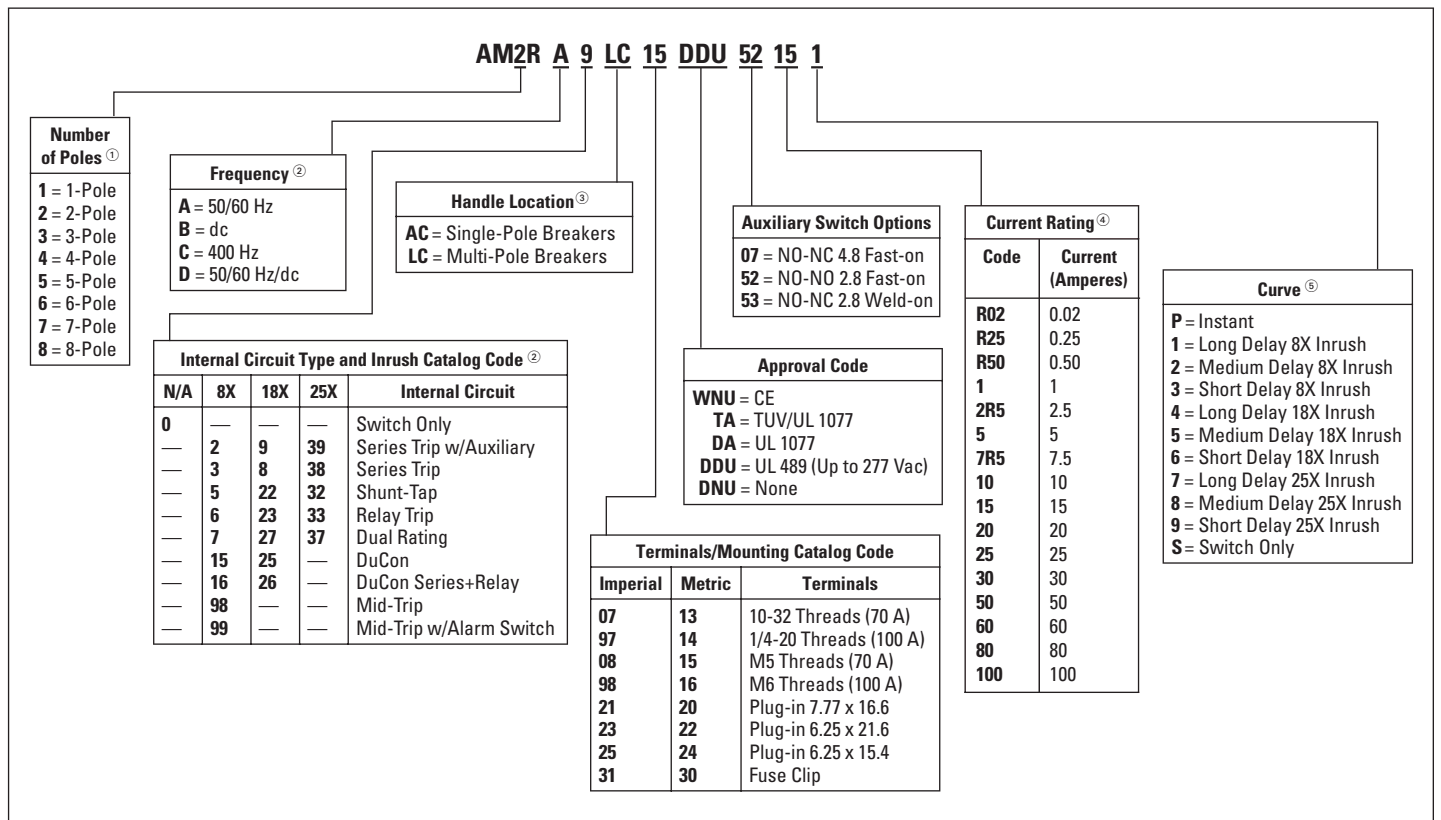 AM2R A 9 LC 15 DDU 52 15 1
Number
of Poles ①
1 = 1-Pole
2 = 2-Pole
3 = 3-Pole
4 = 4-Pole
5 = 5-Pole
6 = 6-Pole
7 = 7-Pole
8 = 8-Pole
Frequency ②
A = 50/60 Hz
B = dc
C = 400 Hz
D = 50/60 Hz/dc
Internal Circuit Type and Inrush Catalog Code ②
N/A 8X 18X 25X Internal Circuit
0 — — — Switch Only
— 2 9 39 Series Trip w/Auxiliary
— 3 8 38 Series Trip
— 5 22 32 Shunt-Tap
— 6 23 33 Relay Trip
— 7 27 37 Dual Rating
— 15 25 — DuCon
— 16 26 — DuCon Series+Relay
— 98 — — Mid-Trip
— 99 — — Mid-Trip w/Alarm Switch
Handle Location ③
AC = Single-Pole Breakers
LC = Multi-Pole Breakers
Terminals/Mounting Catalog Code
Imperial Metric Terminals
07 13 10-32 Threads (70 A)
97 14 1/4-20 Threads (100 A)
08 15 M5 Threads (70 A)
98 16 M6 Threads (100 A)
21 20 Plug-in 7.77 x 16.6
23 22 Plug-in 6.25 x 21.6
25 24 Plug-in 6.25 x 15.4
31 30 Fuse Clip
Approval Code
WNU = CE
TA = TUV/UL 1077
DA = UL 1077
DDU = UL 489 (Up to 277 Vac)
DNU = None
Auxiliary Switch Options
07 = NO-NC 4.8 Fast-on
52 = NO-NO 2.8 Fast-on
53 = NO-NC 2.8 Weld-on
Current Rating ④
Code Current
(Amperes)
R02 0.02
R25 0.25
R50 0.50
1 1
2R5 2.5
5 5
7R5 7.5
10 10
15 15
20 20
25 25
30 30
50 50
60 60
80 80
100 100
Curve ⑤
P = Instant
1 = Long Delay 8X Inrush
2 = Medium Delay 8X Inrush
3 = Short Delay 8X Inrush
4 = Long Delay 18X Inrush
5 = Medium Delay 18X Inrush
6 = Short Delay 18X Inrush
7 = Long Delay 25X Inrush
8 = Medium Delay 25X Inrush
9 = Short Delay 25X Inrush
S = Switch Only